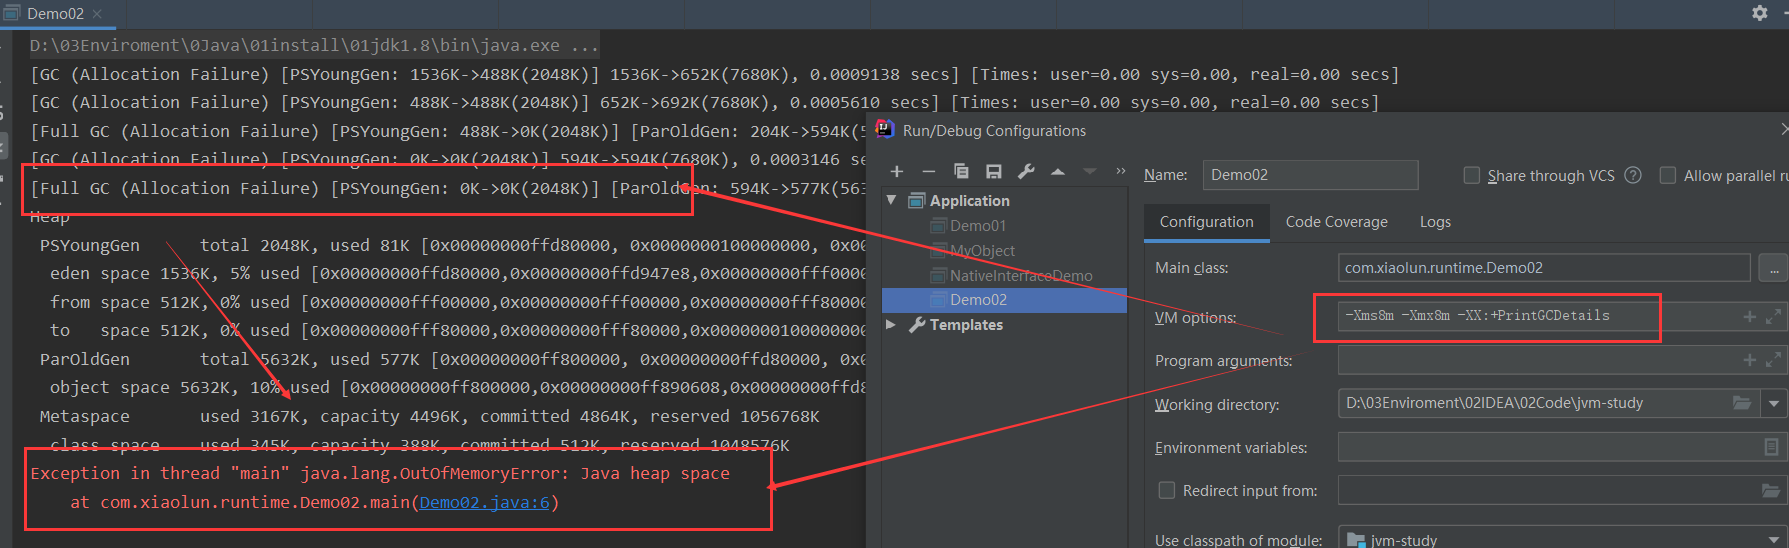 Demo02
D:\03Enviroment\0Java\01install\01jdk1.8\bin\java.exe ...
[GC (Allocation Failure) [PSYoungGen: 1536K->488K(2048K)] 1536K->652K(7680K), 0.0009138 secs] [Times: user=0.00 sys=0.00, real=0.00 secs]
[GC (Allocation Failure) [PSYoungGen: 488K->488K(2048K)] 652K->692K(7680K), 0.0005610 secs] [Times: user=0.00 sys=0.00, real=0.00 secs]
[Full GC (Allocation Failure) [PSYoungGen: 488K->0K(2048K)] [ParOldGen: 204K->594K(5
[GC (Allocation Failure) [PSYoungGen: 0K->0K(2048K)] 594K->594K(7680K), 0.0003146 se
[Full GC (Allocation Failure) [PSYoungGen: 0K->0K(2048K)] [ParOldGen: 594K->577K(563
Heap
PSYoungGen total 2048K, used 81K [0x00000000ffd80000, 0x0000000100000000, 0x00
eden space 1536K, 5% used [0x00000000ffd80000,0x00000000ffd947e8,0x00000000fff0000
from space 512K, 0% used [0x00000000fff00000,0x00000000fff00000,0x00000000fff80000
to space 512K, 0% used [0x00000000fff80000,0x00000000fff80000,0x0000000100000000
ParOldGen total 5632K, used 577K [0x00000000ff800000, 0x00000000ffd80000, 0x0
object space 5632K, 10% used [0x00000000ff800000,0x00000000ff890608,0x00000000ffd8
Metaspace used 3167K, capacity 4496K, committed 4864K, reserved 1056768K
class space used 345K, capacity 388K, committed 512K, reserved 1048576K
Exception in thread "main" java.lang.OutOfMemoryError: Java heap space
at com.xiaolun.runtime.Demo02.main(Demo02.java:6)
Run/Debug Configurations
Application
Demo01
MyObject
NativeInterfaceDemo
Demo02
Templates
Name: Demo02
Share through VCS
Allow parallel ru
Configuration Code Coverage Logs
Main class: com.xiaolun.runtime.Demo02 ...
VM options: -Xms8m -Xmx8m -XX:+PrintGCDetails
Program arguments:
Working directory: D:\03Enviroment\02IDEA\02Code\jvm-study
Environment variables:
Redirect input from:
Use classpath of module: jvm-study